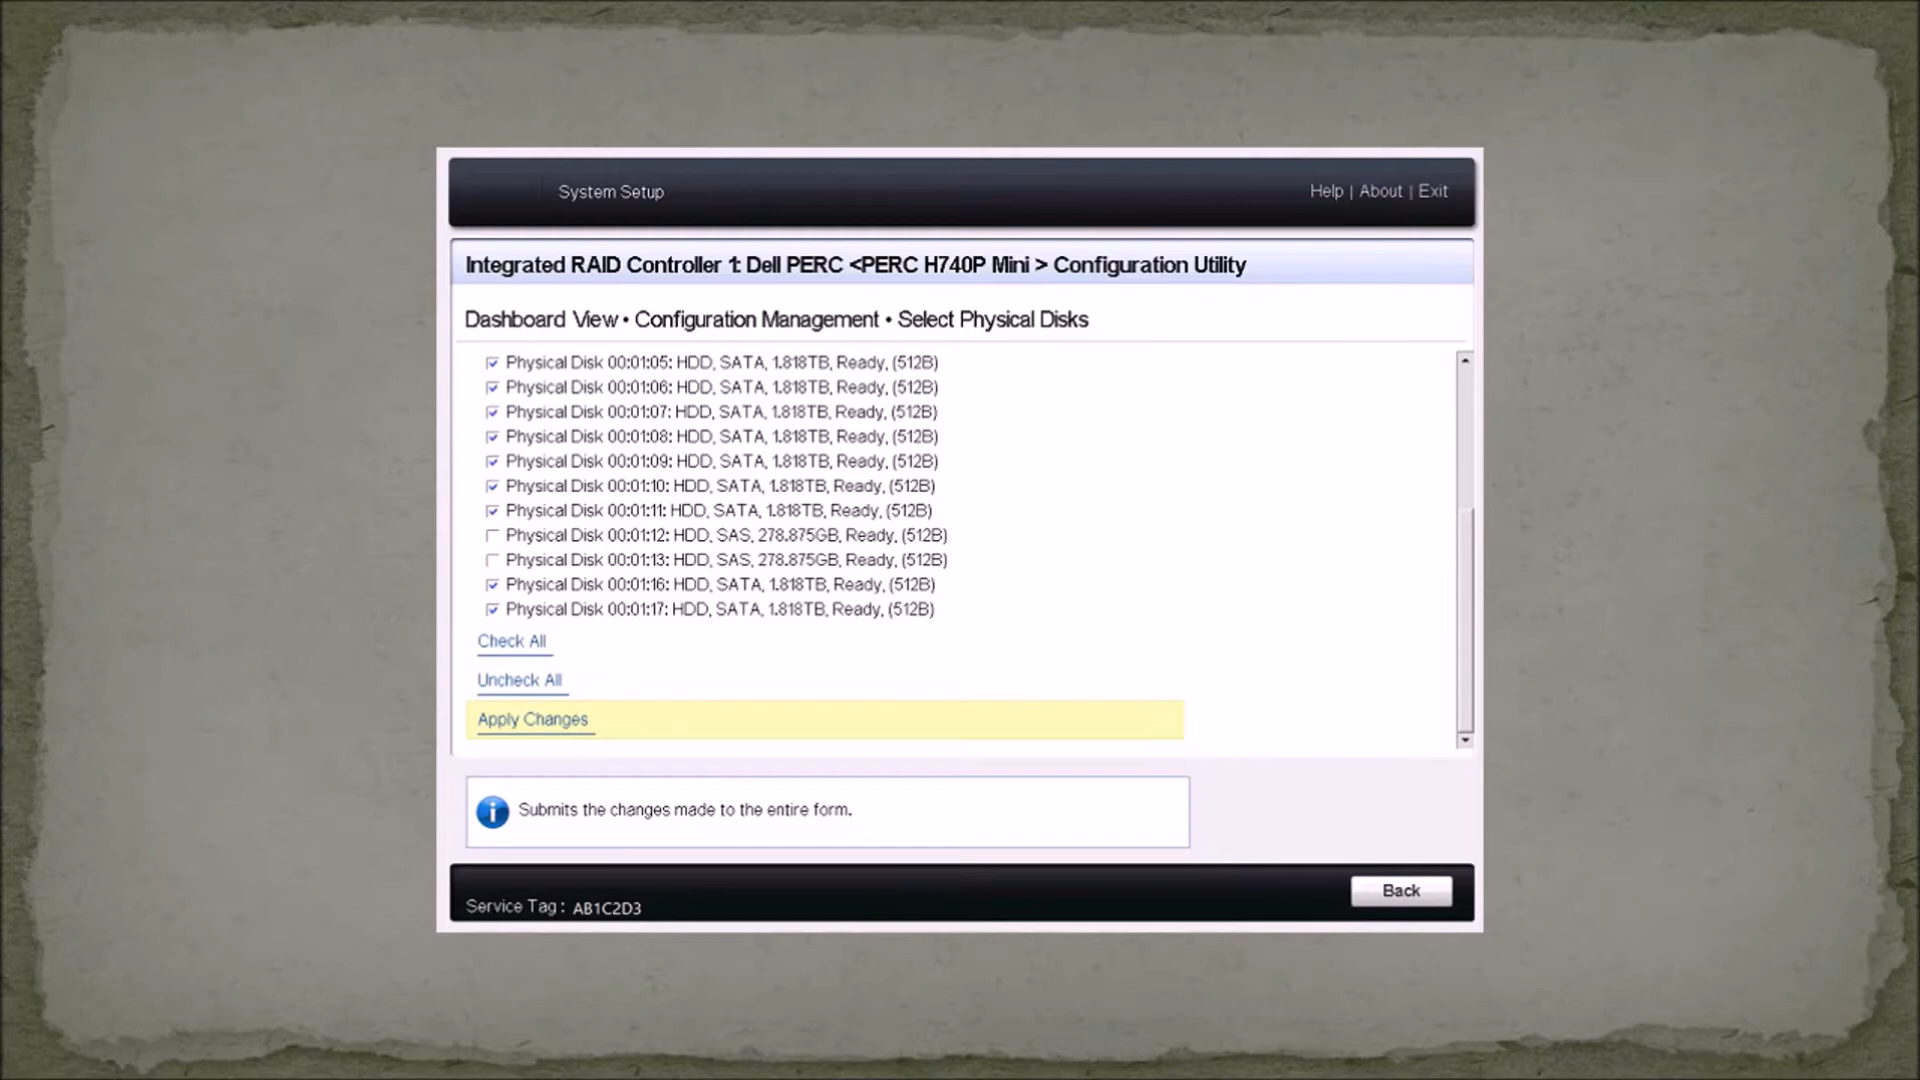 System Setup
Help | About | Exit
Integrated RAID Controller 1: Dell PERC <PERC H740P Mini > Configuration Utility
Dashboard View • Configuration Management • Select Physical Disks
Physical Disk 00:01:05: HDD, SATA, 1.818TB, Ready, (512B)
Physical Disk 00:01:06: HDD, SATA, 1.818TB, Ready, (512B)
Physical Disk 00:01:07: HDD, SATA, 1.818TB, Ready, (512B)
Physical Disk 00:01:08: HDD, SATA, 1.818TB, Ready, (512B)
Physical Disk 00:01:09: HDD, SATA, 1.818TB, Ready, (512B)
Physical Disk 00:01:10: HDD, SATA, 1.818TB, Ready, (512B)
Physical Disk 00:01:11: HDD, SATA, 1.818TB, Ready, (512B)
Physical Disk 00:01:12: HDD, SAS, 278.875GB, Ready, (512B)
Physical Disk 00:01:13: HDD, SAS, 278.875GB, Ready, (512B)
Physical Disk 00:01:16: HDD, SATA, 1.818TB, Ready, (512B)
Physical Disk 00:01:17: HDD, SATA, 1.818TB, Ready, (512B)
Check All
Uncheck All
Apply Changes
Submits the changes made to the entire form.
Service Tag : AB1C2D3
Back